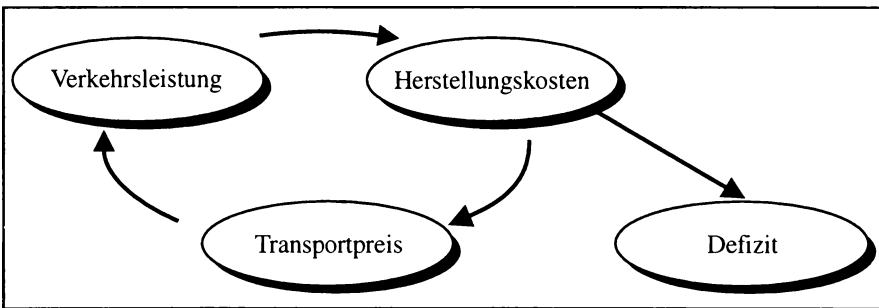 Verkehrsleistung
Herstellungskosten
Transportpreis
Defizit